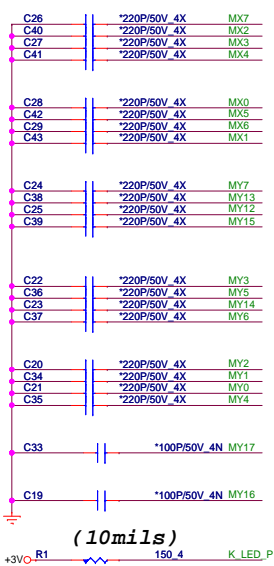 C26 *220P/50V_4X MX7
C40 *220P/50V_4X MX2
C27 *220P/50V_4X MX3
C41 *220P/50V_4X MX4
C28 *220P/50V_4X MX0
C42 *220P/50V_4X MX5
C29 *220P/50V_4X MX6
C43 *220P/50V_4X MX1
C24 *220P/50V_4X MY7
C38 *220P/50V_4X MY13
C25 *220P/50V_4X MY12
C39 *220P/50V_4X MY15
C22 *220P/50V_4X MY3
C36 *220P/50V_4X MY5
C23 *220P/50V_4X MY14
C37 *220P/50V_4X MY6
C20 *220P/50V_4X MY2
C34 *220P/50V_4X MY1
C21 *220P/50V_4X MY0
C35 *220P/50V_4X MY4
C33 *100P/50V_4N MY17
C19 *100P/50V_4N MY16
(10mils)
+3V R1 150_4 K_LED_P